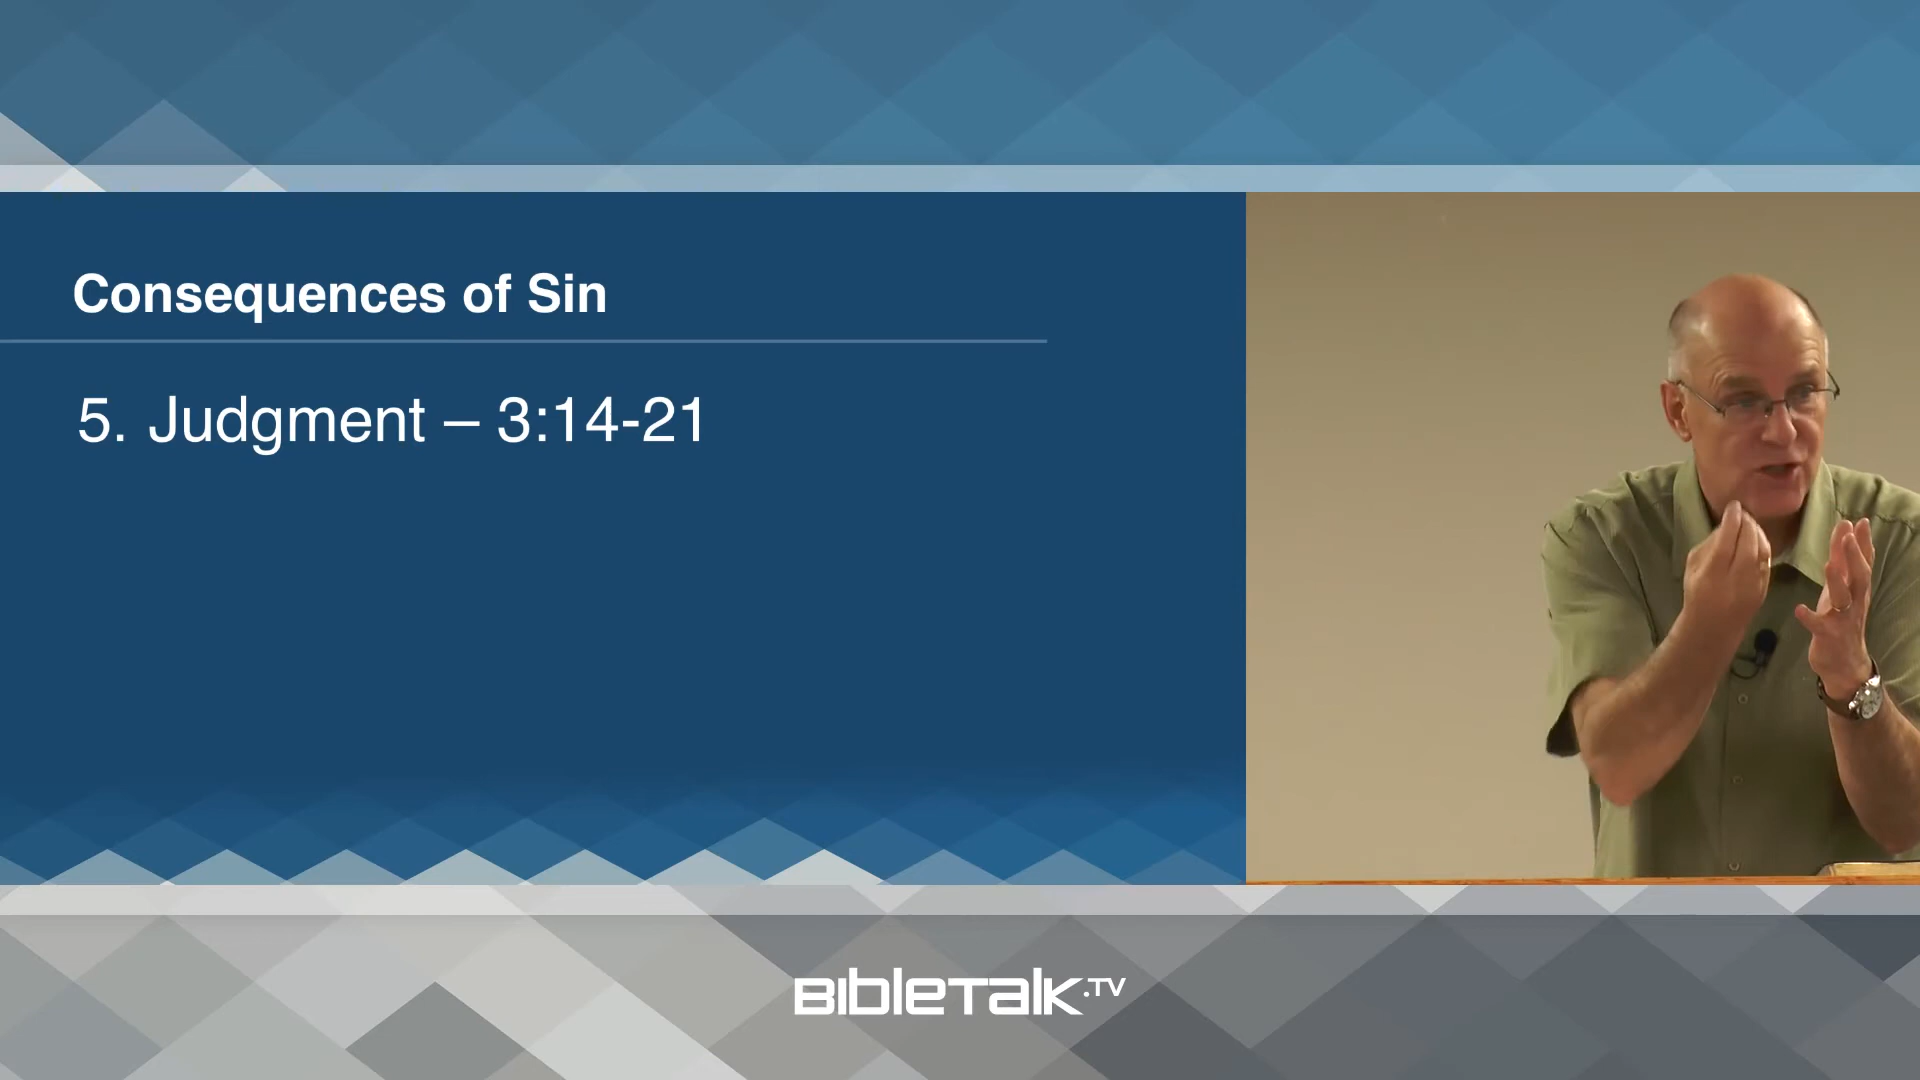 Consequences of Sin
5. Judgment – 3:14-21
BibleTalk.TV